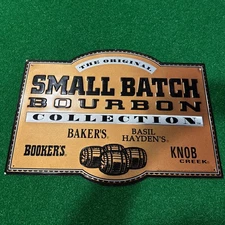 THE ORIGINAL
SMALL BATCH
BOURBON
COLLECTION
BAKER'S
BASIL
HAYDEN'S
BOOKER'S
KNOB
CREEK